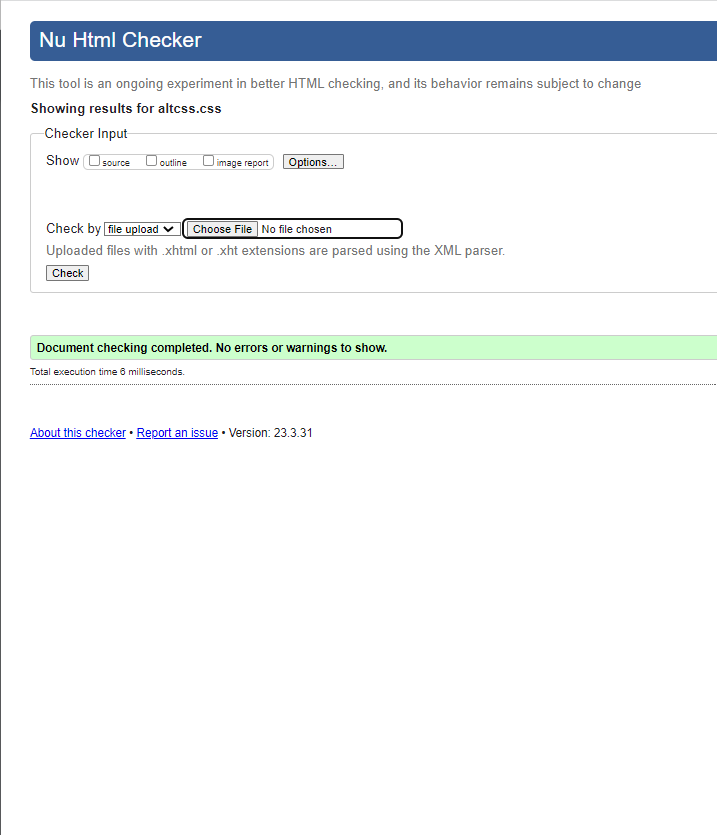 Nu Html Checker
This tool is an ongoing experiment in better HTML checking, and its behavior remains subject to change
Showing results for altcss.css
Checker Input
Show source outline image report Options...
Check by file upload Choose File No file chosen
Uploaded files with .xhtml or .xht extensions are parsed using the XML parser.
Check
Document checking completed. No errors or warnings to show.
Total execution time 6 milliseconds.
About this checker • Report an issue • Version: 23.3.31